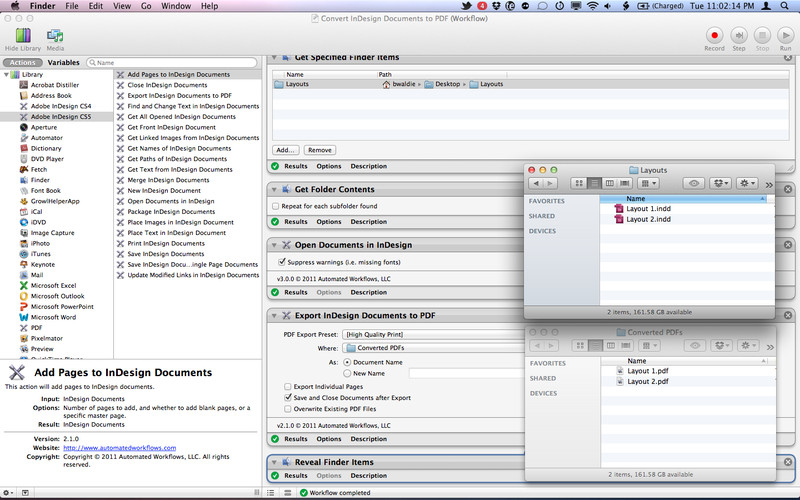 Finder File Edit View Go Window Help 4 (Charged) Tue 11:02:14 PM
Convert InDesign Documents to PDF (Workflow)
Hide Library Media Record Step Stop Run
Actions Variables Name
Library
Acrobat Distiller
Address Book
Adobe InDesign CS4
Adobe InDesign CS5
Aperture
Automator
Dictionary
DVD Player
Fetch
Finder
Font Book
GrowlHelperApp
iCal
iDVD
Image Capture
iPhoto
iTunes
Keynote
Mail
Microsoft Excel
Microsoft Outlook
Microsoft PowerPoint
Microsoft Word
PDF
Pixelmator
Preview
Add Pages to InDesign Documents
Close InDesign Documents
Export InDesign Documents to PDF
Find and Change Text in InDesign Documents
Get All Opened InDesign Documents
Get Front InDesign Document
Get Linked Images from InDesign Documents
Get Names of InDesign Documents
Get Paths of InDesign Documents
Get Text from InDesign Documents
Merge InDesign Documents
New InDesign Document
Open Documents in InDesign
Package InDesign Documents
Place Images in InDesign Documents
Place Text in InDesign Documents
Print InDesign Documents
Save InDesign Documents
Save InDesign Docu...ingle Page Documents
Update Modified Links in InDesign Documents
Add Pages to InDesign Documents
This action will add pages to InDesign documents.
Input: InDesign Documents
Options: Number of pages to add, and whether to add blank pages, or a
specific master page.
Result: InDesign Documents
Version: 2.1.0
Website: http://www.automatedworkflows.com
Copyright: Copyright © 2011 Automated Workflows, LLC. All rights
reserved.
Get Specified Finder Items
Name Path
Layouts bwaldie Desktop Layouts
Add... Remove
Results Options Description
Get Folder Contents
Repeat for each subfolder found
Results Options Description
Open Documents in InDesign
Suppress warnings (i.e. missing fonts)
v3.0.0 © 2011 Automated Workflows, LLC
Results Options Description
Export InDesign Documents to PDF
PDF Export Preset: [High Quality Print]
Where: Converted PDFs
As: Document Name
New Name
Export Individual Pages
Save and Close Documents after Export
Overwrite Existing PDF Files
v2.1.0 © 2011 Automated Workflows, LLC
Results Options Description
Reveal Finder Items
Results Options Description
Workflow completed
Layouts
FAVORITES
SHARED
DEVICES
Name
Layout 1.indd
Layout 2.indd
2 items, 161.58 GB available
Converted PDFs
FAVORITES
SHARED
DEVICES
Name
Layout 1.pdf
Layout 2.pdf
2 items, 161.58 GB available